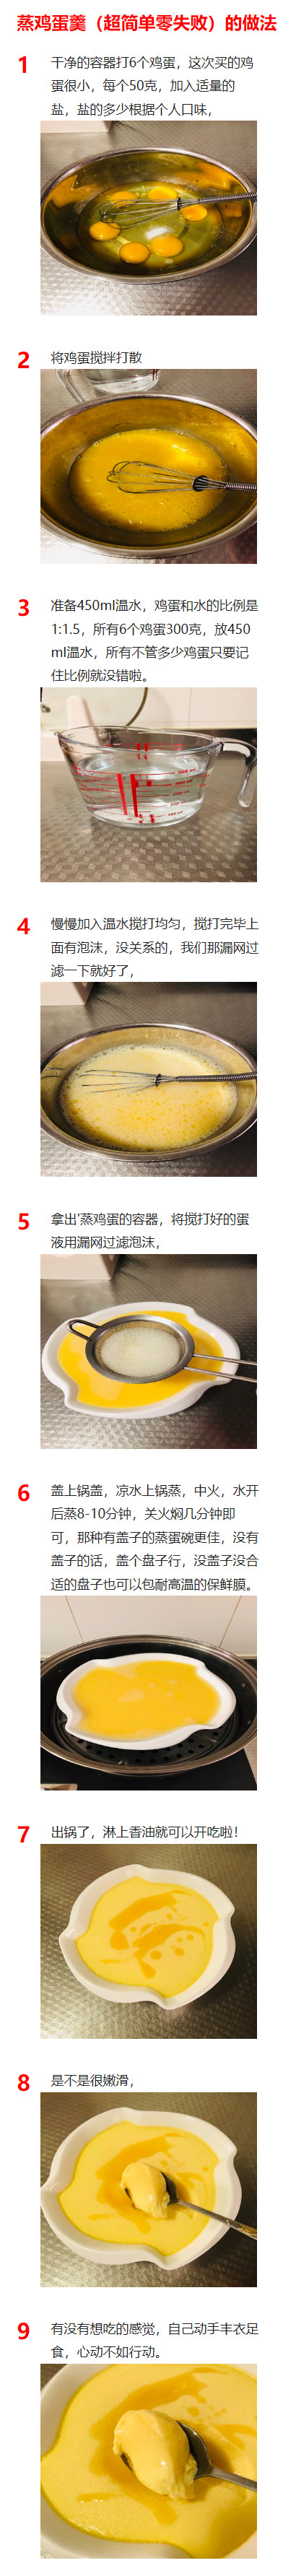 蒸鸡蛋羹（超简单零失败）的做法
1
干净的容器打6个鸡蛋，这次买的鸡
蛋很小，每个50克，加入适量的
盐，盐的多少根据个人口味，
2
将鸡蛋搅拌打散
3
准备450ml温水，鸡蛋和水的比例是
1:1.5，所有6个鸡蛋300克，放450
ml温水，所有不管多少鸡蛋只要记
住比例就没错啦。
4
慢慢加入温水搅打均匀，搅打完毕上
面有泡沫，没关系的，我们那漏网过
滤一下就好了，
5
拿出'蒸鸡蛋的容器，将搅打好的蛋
液用漏网过滤泡沫，
6
盖上锅盖，凉水上锅蒸，中火，水开
后蒸8-10分钟，关火焖几分钟即
可，那种有盖子的蒸蛋碗更佳，没有
盖子的话，盖个盘子行，没盖子没合
适的盘子也可以包耐高温的保鲜膜。
7
出锅了，淋上香油就可以开吃啦！
8
是不是很嫩滑，
9
有没有想吃的感觉，自己动手丰衣足
食，心动不如行动。